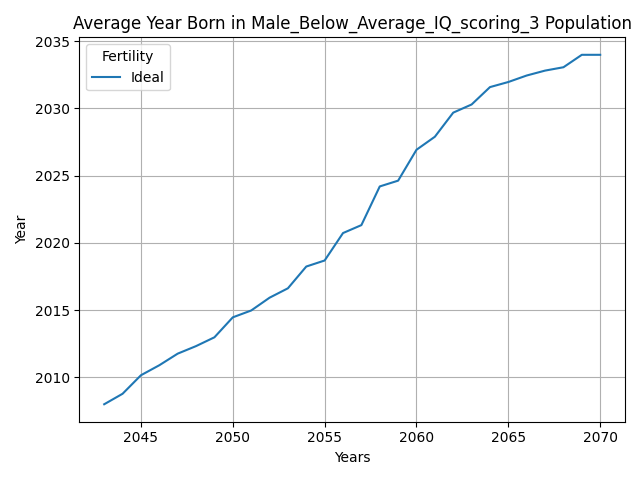 Average Year Born in Male_Below_Average_IQ_scoring_3 Population
Fertility
Ideal
Year
2035
2030
2025
2020
2015
2010
2045 2050 2055 2060 2065 2070
Years